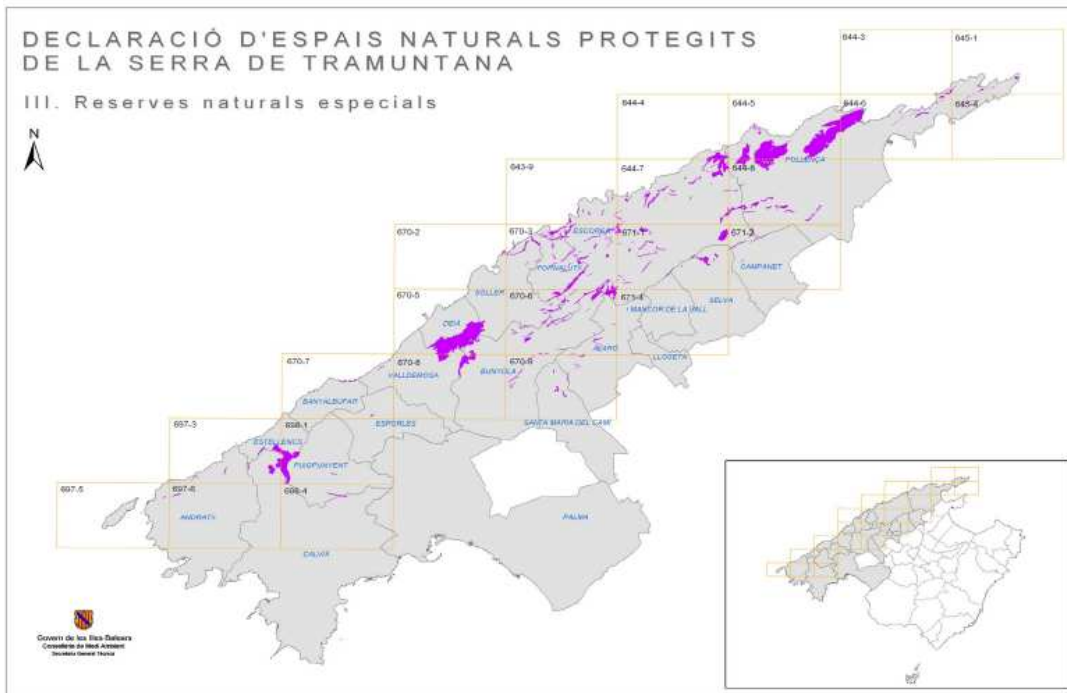 DECLARACIÓ D'ESPAIS NATURALS PROTEGITS
DE LA SERRA DE TRAMUNTANA
III. Reserves naturals especials
N
644-3
645-1
644-4
644-5
644-6
645-4
POLLENÇA
643-9
644-7
644-8
670-2
670-3
ESCORCA
671-1
671-2
CAMPANET
FORNALUTX
SÓLLER
670-5
670-6
671-4
MANCOR DE LA VALL
SELVA
DEIÀ
ALARÓ
LLOSETA
670-7
670-8
670-9
VALLDEMOSA
BUNYOLA
BANYALBUFAR
697-3
698-1
ESPORLES
SANTA MARIA DEL CAMÍ
ESTELLENCS
PUIGPUNYENT
697-5
697-6
698-4
ANDRATX
PALMA
CALVIÀ
Govern de les Illes Balears
Conselleria de Medi Ambient
Secretaria General Tècnica